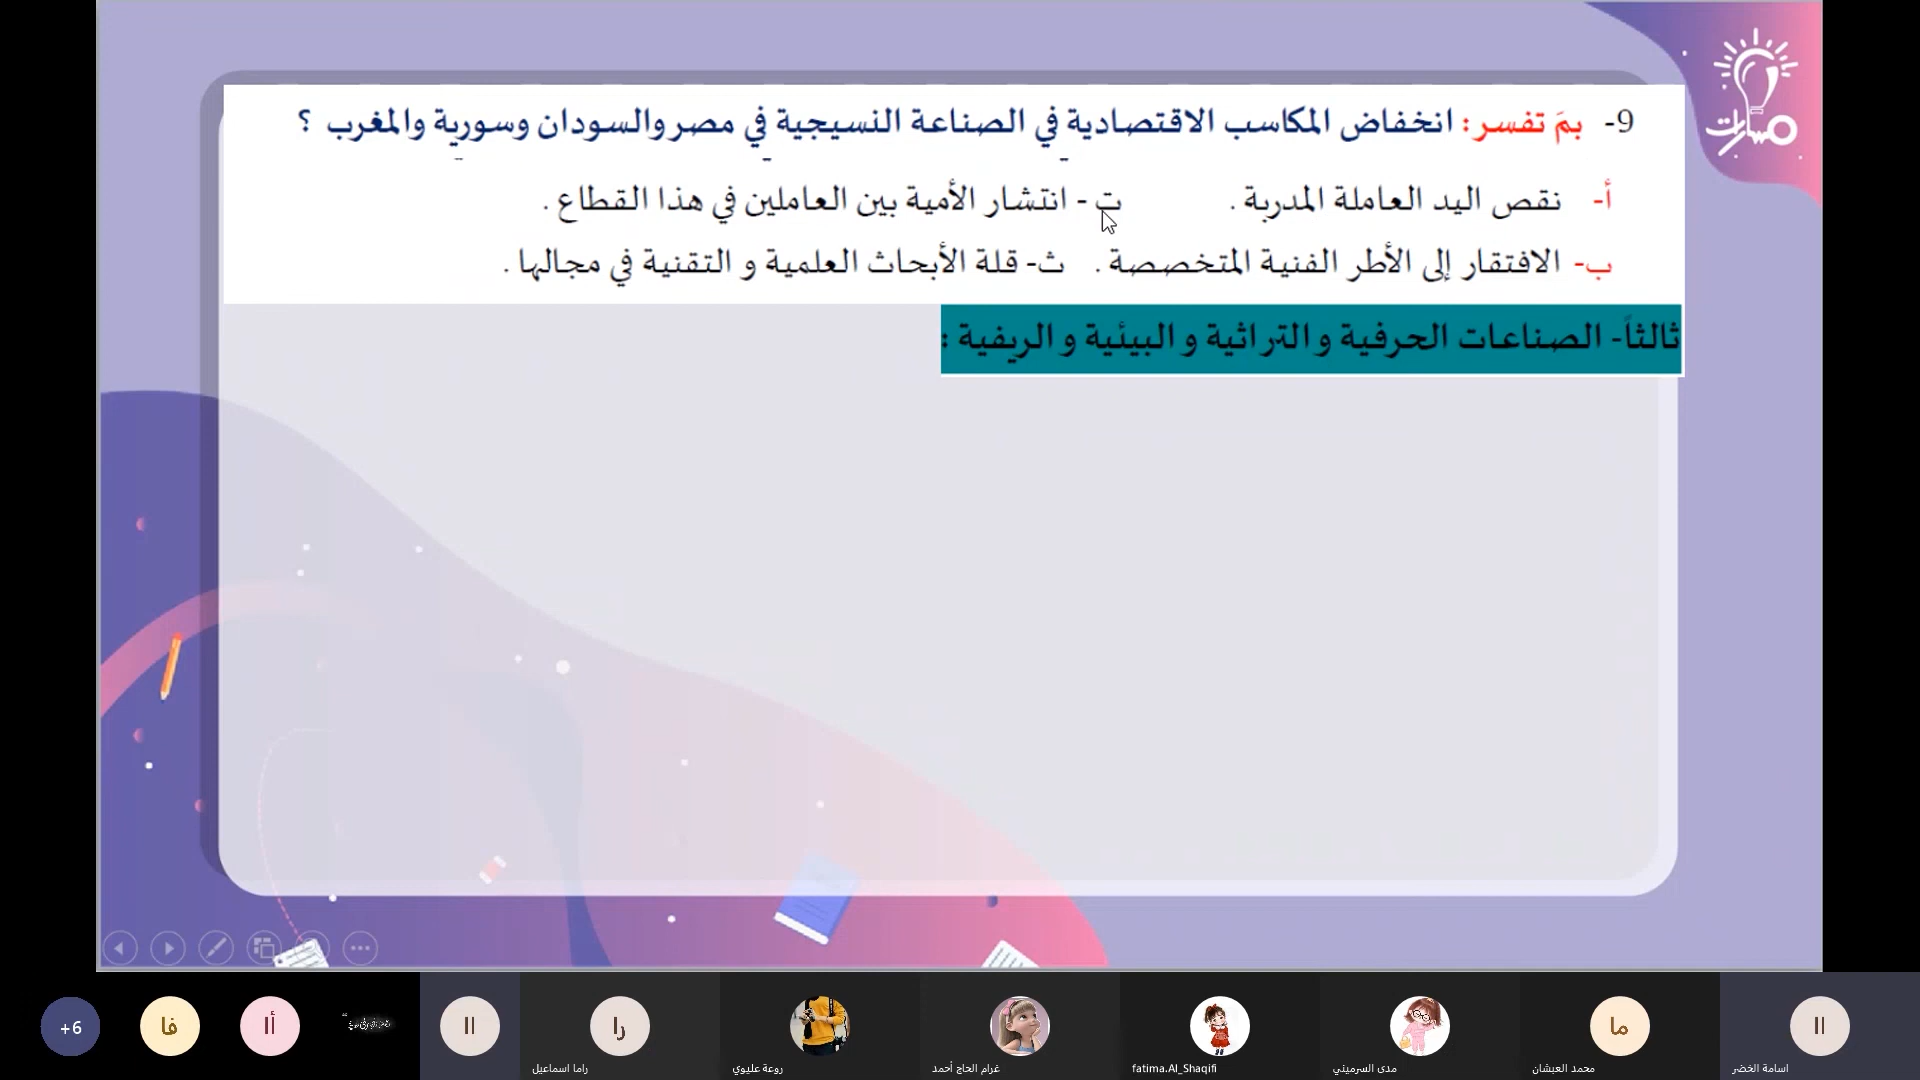 مسارات
9- بمَ تفسر: انخفاض المكاسب الاقتصادية في الصناعة النسيجية في مصر والسودان وسورية والمغرب ؟
أ- نقص اليد العاملة المدربة . ت - انتشار الأمية بين العاملين في هذا القطاع .
ب- الافتقار إلى الأطر الفنية المتخصصة . ث- قلة الأبحاث العلمية و التقنية في مجالها .
ثالثاً- الصناعات الحرفية و التراثية و البيئية و الريفية :
+6 فا أا اا را ما اا
راما اسماعيل روعة عليوي غرام الحاج أحمد fatima.Al_Shaqifi مدى السرميني محمد العبشان اسامة الخضر